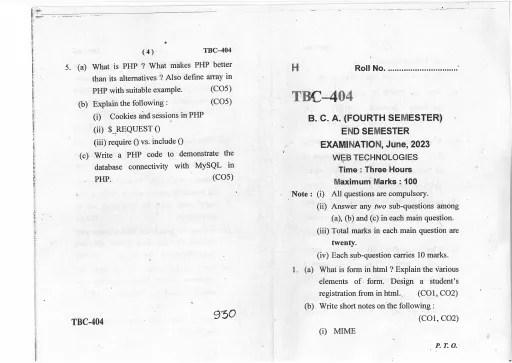 ( 4 ) TBC-404
5. (a) What is PHP ? What makes PHP better
than its alternatives ? Also define array in
PHP with suitable example. (CO5)
(b) Explain the following : (CO5)
(i) Cookies and sessions in PHP
(ii) $_REQUEST ()
(iii) require () vs. include ()
(c) Write a PHP code to demonstrate the
database connectivity with MySQL in
PHP. (CO5)
TBC-404
930
H Roll No. ................................
TBC-404
B. C. A. (FOURTH SEMESTER)
END SEMESTER
EXAMINATION, June, 2023
WEB TECHNOLOGIES
Time : Three Hours
Maximum Marks : 100
Note : (i) All questions are compulsory.
(ii) Answer any two sub-questions among
(a), (b) and (c) in each main question.
(iii) Total marks in each main question are
twenty.
(iv) Each sub-question carries 10 marks.
1. (a) What is form in html ? Explain the various
elements of form. Design a student's
registration from in html. (CO1, CO2)
(b) Write short notes on the following :
(CO1, CO2)
(i) MIME
P. T. O.